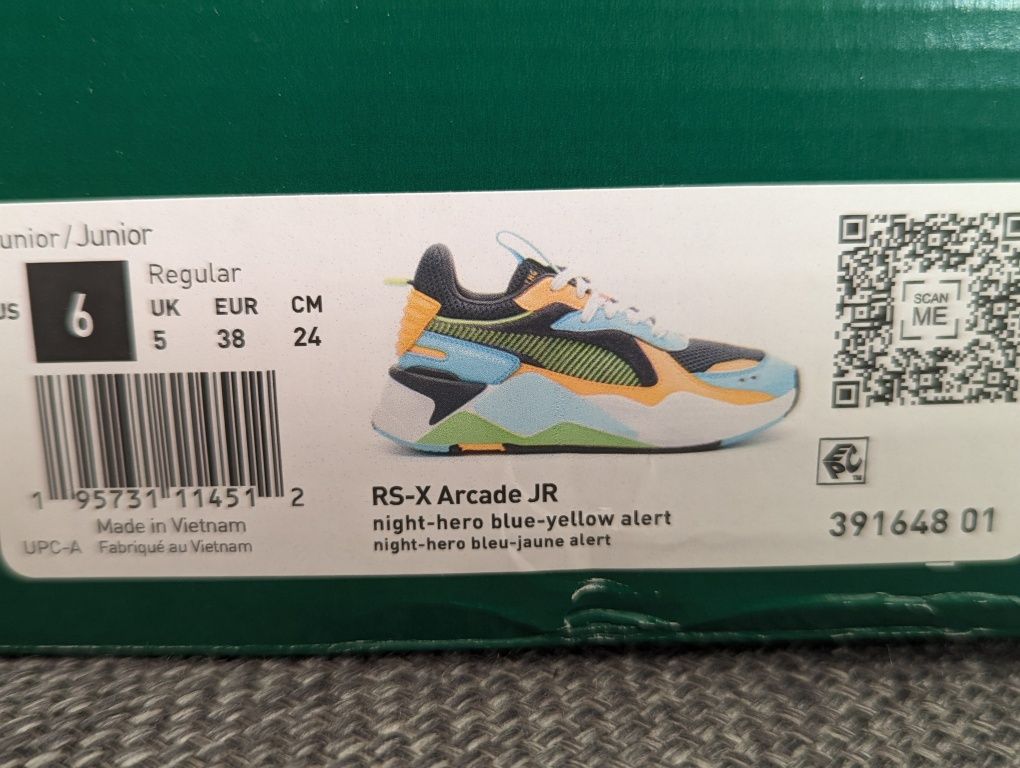 unior/Junior
US 6
Regular
UK EUR CM
5 38 24
1 95731 11451 2
Made in Vietnam
UPC-A Fabriqué au Vietnam
RS-X Arcade JR
night-hero blue-yellow alert
night-hero bleu-jaune alert
SCAN
ME
EPC
391648 01